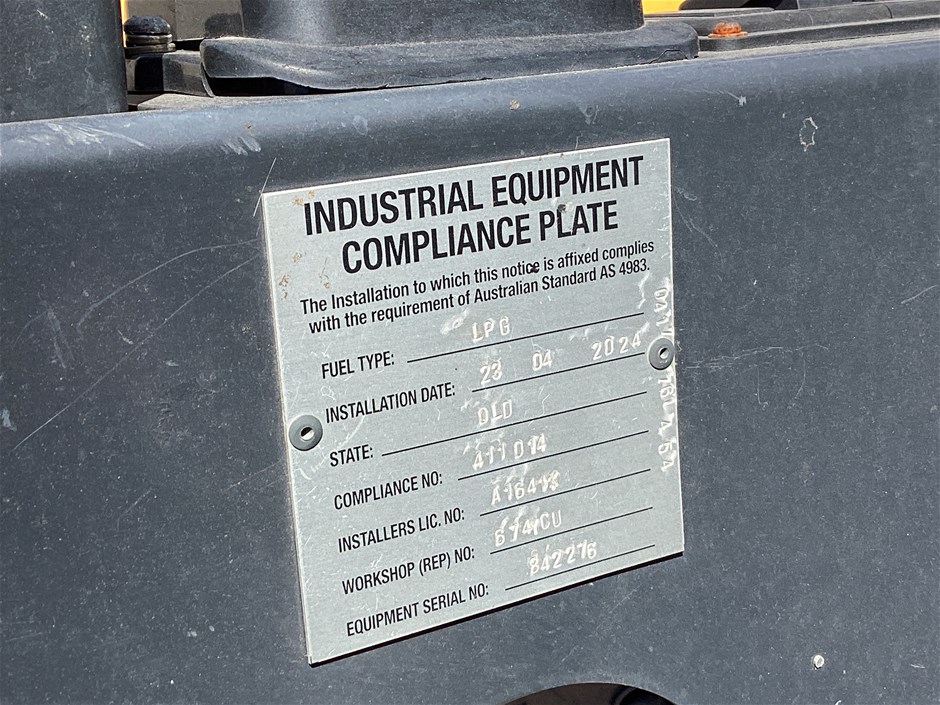 INDUSTRIAL EQUIPMENT
COMPLIANCE PLATE
The Installation to which this notice is affixed complies
with the requirement of Australian Standard AS 4983.
FUEL TYPE: LPG
INSTALLATION DATE: 23 04 2024
STATE: QLD
COMPLIANCE NO: A11014
INSTALLERS LIC. NO:
WORKSHOP (REP) NO:
EQUIPMENT SERIAL NO: 842276